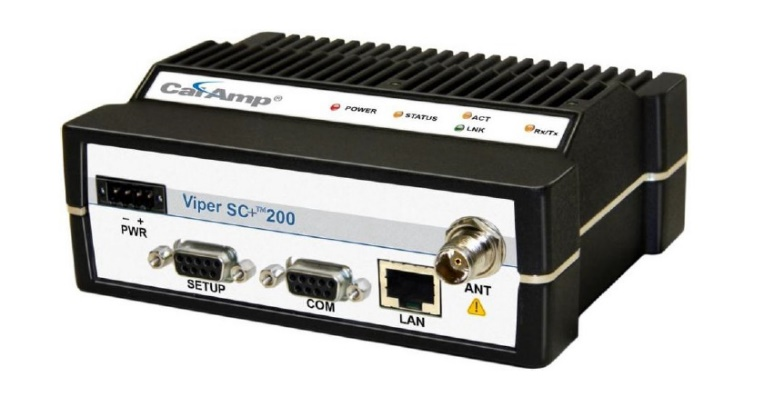 CalAmp®
POWER
STATUS
ACT
LNK
Rx/Tx
Viper SC+™200
− +
PWR
SETUP
COM
LAN
ANT